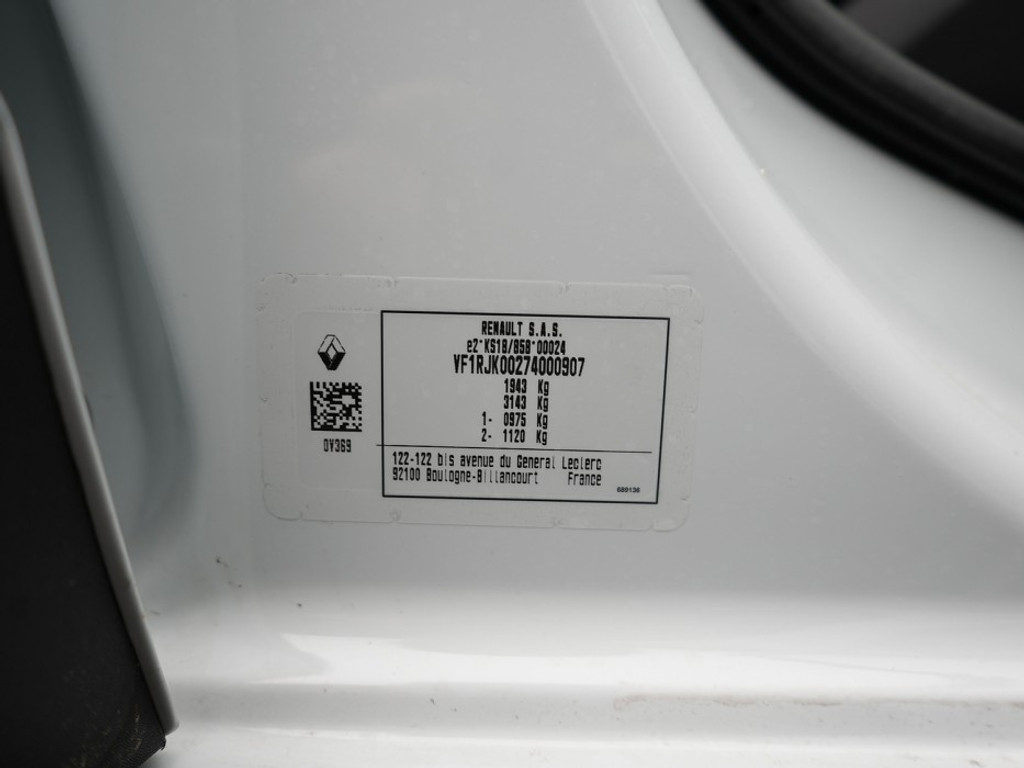 RENAULT S.A.S.
e2*KS18/858*00024
VF1RJK00274000907
1943 Kg
3143 Kg
1- 0975 Kg
2- 1120 Kg
0V369
122-122 bis avenue du General Leclerc
92100 Boulogne-Billancourt France
689130